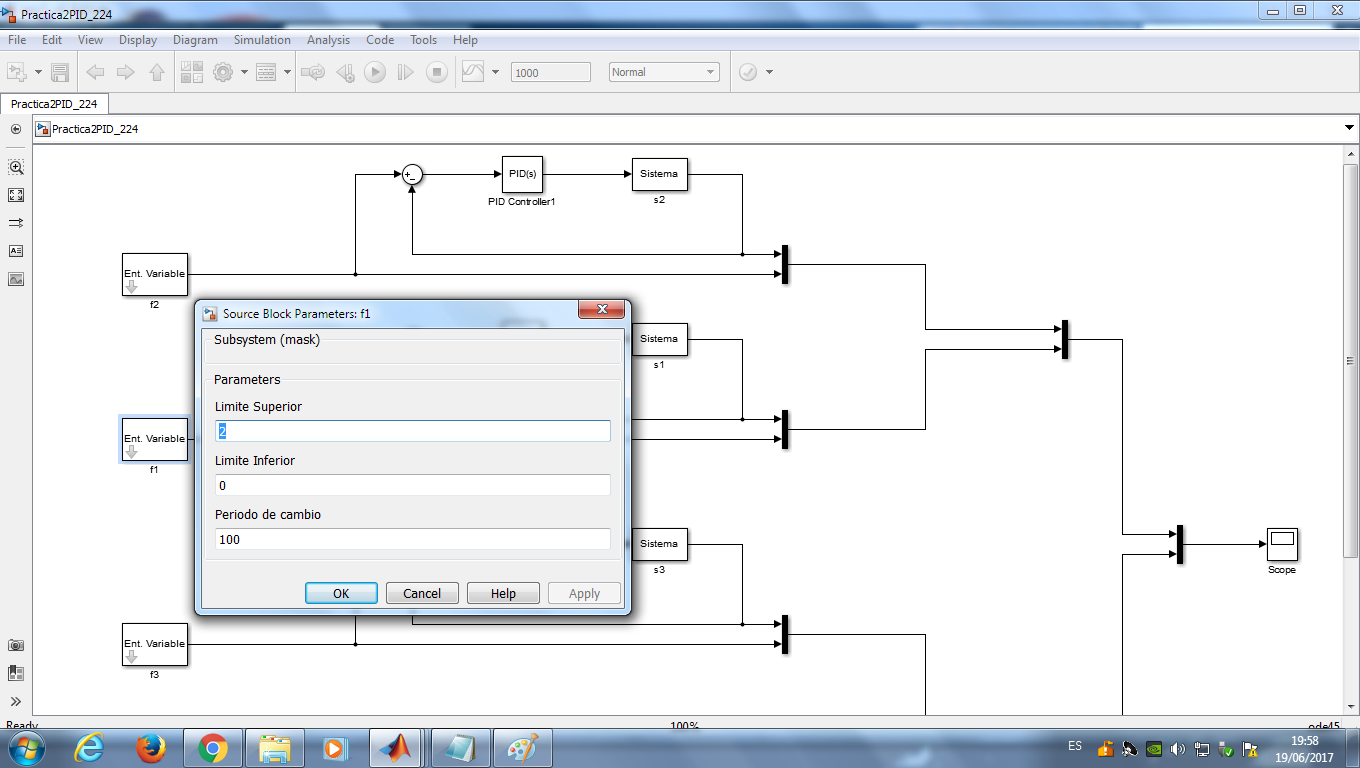 Practica2PID_224
File Edit View Display Diagram Simulation Analysis Code Tools Help
1000 Normal
Practica2PID_224
Practica2PID_224
PID(s)
PID Controller1
Sistema
s2
Ent. Variable
f2
Source Block Parameters: f1
Subsystem (mask)
Parameters
Limite Superior
2
Limite Inferior
0
Periodo de cambio
100
OK Cancel Help Apply
Sistema
s1
Ent. Variable
f1
Sistema
s3
Scope
Ent. Variable
f3
Ready 100% ode45
ES
19:58
19/06/2017